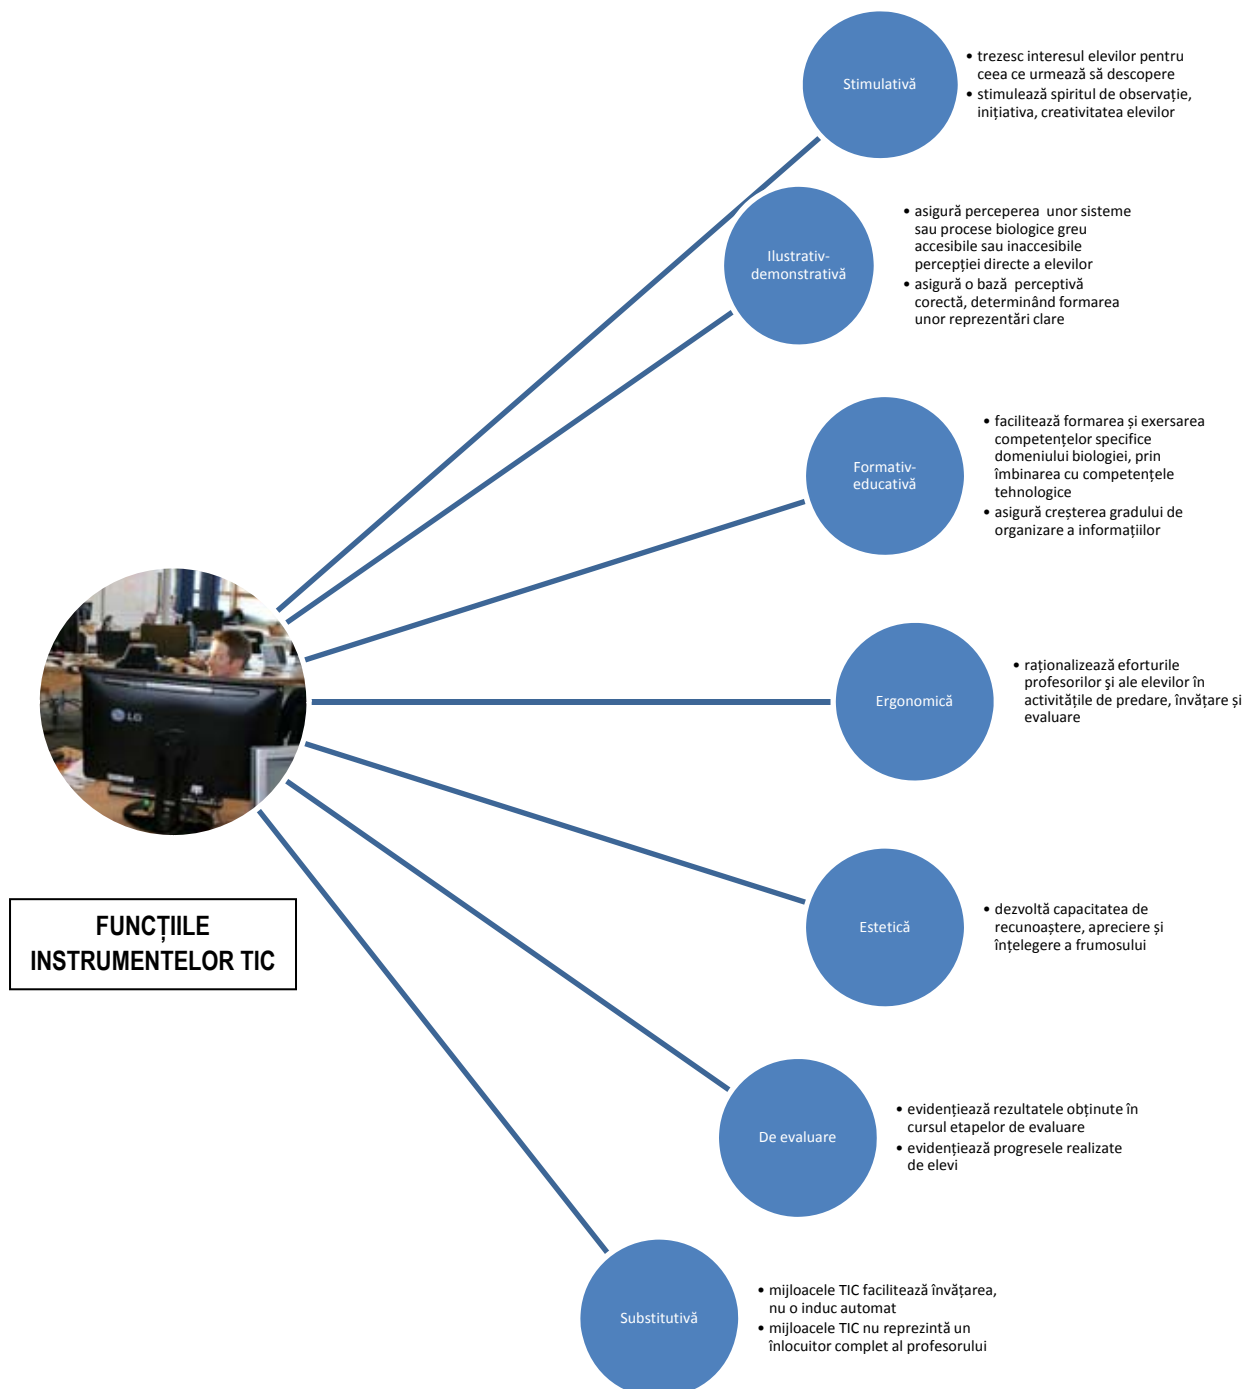 Stimulativă
• trezesc interesul elevilor pentru
ceea ce urmează să descopere
• stimulează spiritul de observație,
inițiativa, creativitatea elevilor
Ilustrativ-
demonstrativă
• asigură perceperea unor sisteme
sau procese biologice greu
accesibile sau inaccesibile
percepției directe a elevilor
• asigură o bază perceptivă
corectă, determinând formarea
unor reprezentări clare
Formativ-
educativă
• facilitează formarea și exersarea
competențelor specifice
domeniului biologiei, prin
îmbinarea cu competențele
tehnologice
• asigură creșterea gradului de
organizare a informațiilor
LG
Ergonomică
• raționalizează eforturile
profesorilor şi ale elevilor în
activitățile de predare, învățare și
evaluare
FUNCȚIILE
INSTRUMENTELOR TIC
Estetică
• dezvoltă capacitatea de
recunoaștere, apreciere și
înțelegere a frumosului
De evaluare
• evidențiează rezultatele obținute în
cursul etapelor de evaluare
• evidențiează progresele realizate
de elevi
Substitutivă
• mijloacele TIC facilitează învățarea,
nu o induc automat
• mijloacele TIC nu reprezintă un
înlocuitor complet al profesorului